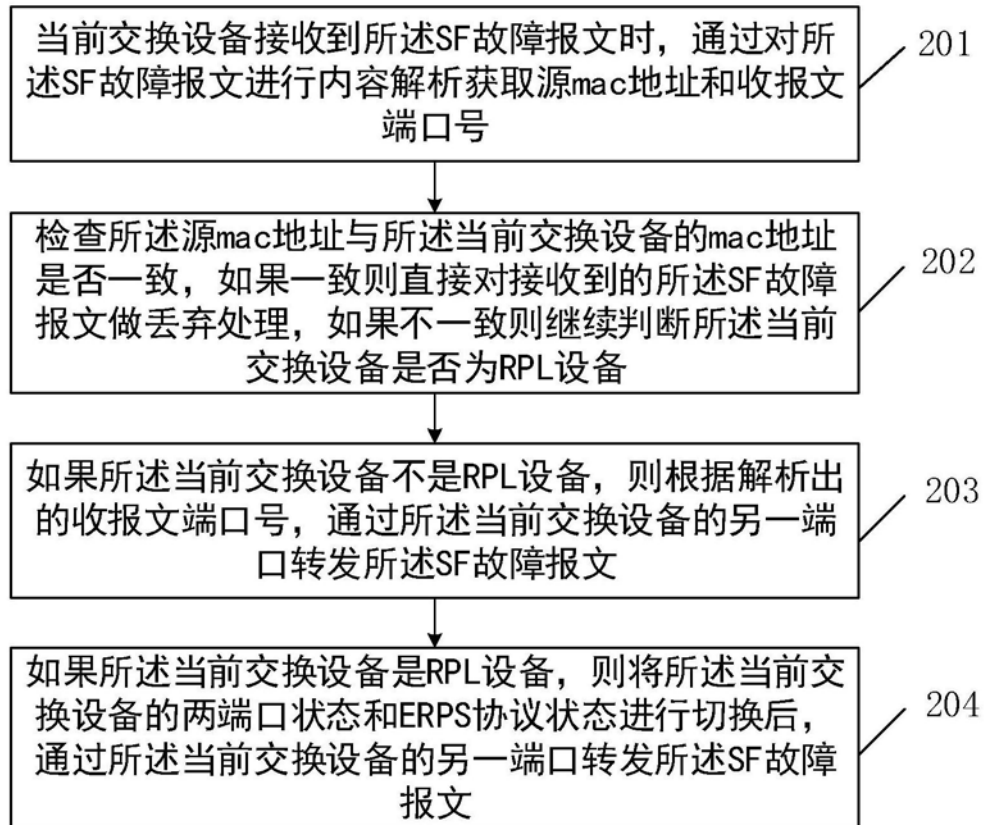 当前交换设备接收到所述SF故障报文时，通过对所
述SF故障报文进行内容解析获取源mac地址和收报文
端口号
201
检查所述源mac地址与所述当前交换设备的mac地址
是否一致，如果一致则直接对接收到的所述SF故障
报文做丢弃处理，如果不一致则继续判断所述当前
交换设备是否为RPL设备
202
如果所述当前交换设备不是RPL设备，则根据解析出
的收报文端口号，通过所述当前交换设备的另一端
口转发所述SF故障报文
203
如果所述当前交换设备是RPL设备，则将所述当前交
换设备的两端口状态和ERPS协议状态进行切换后，
通过所述当前交换设备的另一端口转发所述SF故障
报文
204